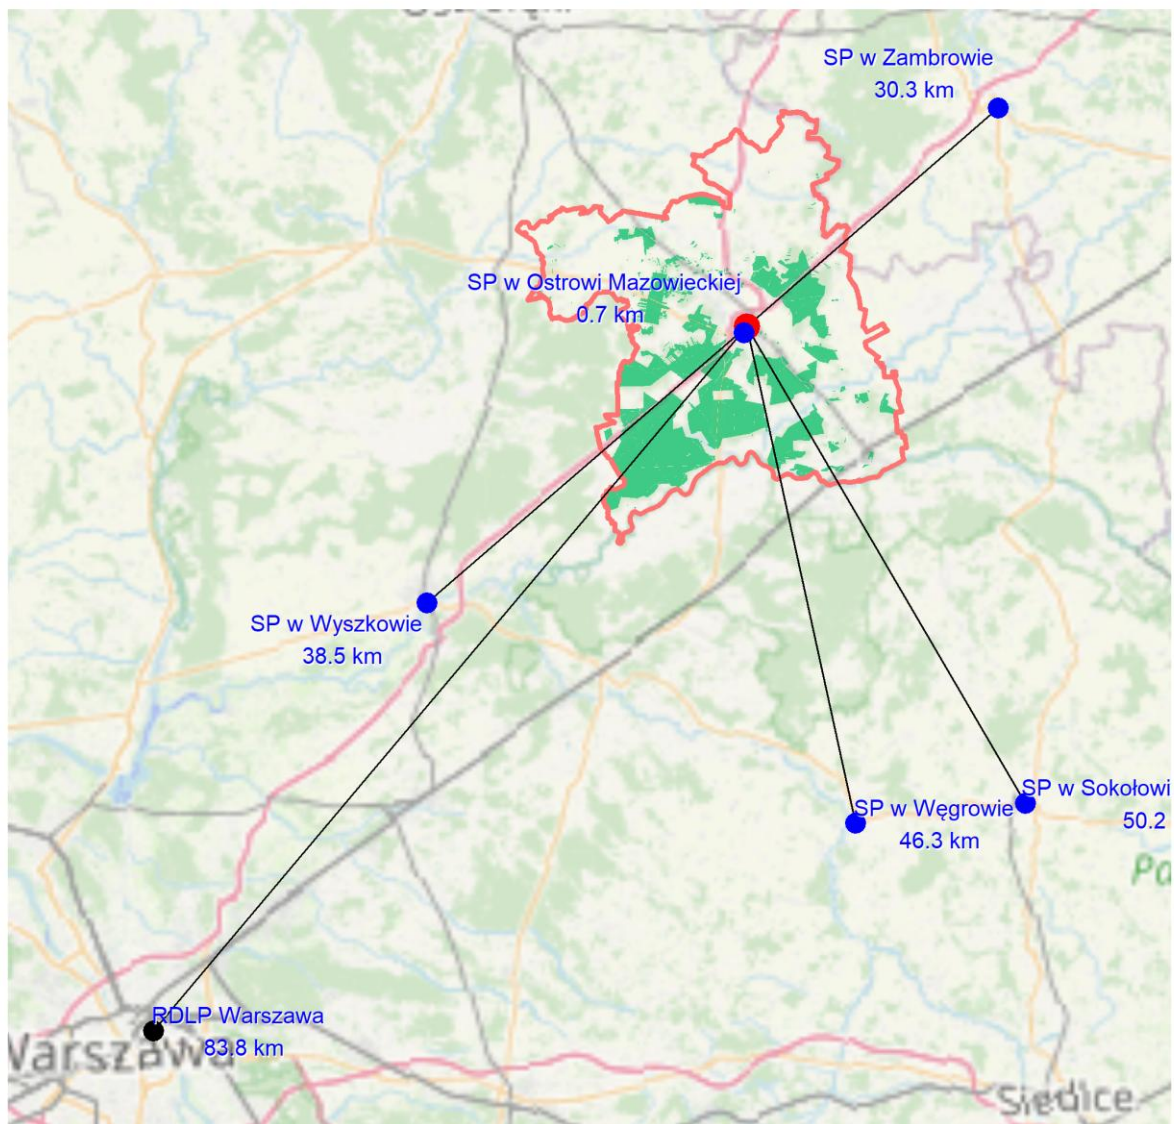 SP w Zambrowie
30.3 km
SP w Ostrowi Mazowieckiej
0.7 km
SP w Wyszkowie
38.5 km
SP w Sokołowi
50.2
SP w Węgrowie
46.3 km
Po
RDLP Warszawa
83.8 km
Warszawa
Siedlce